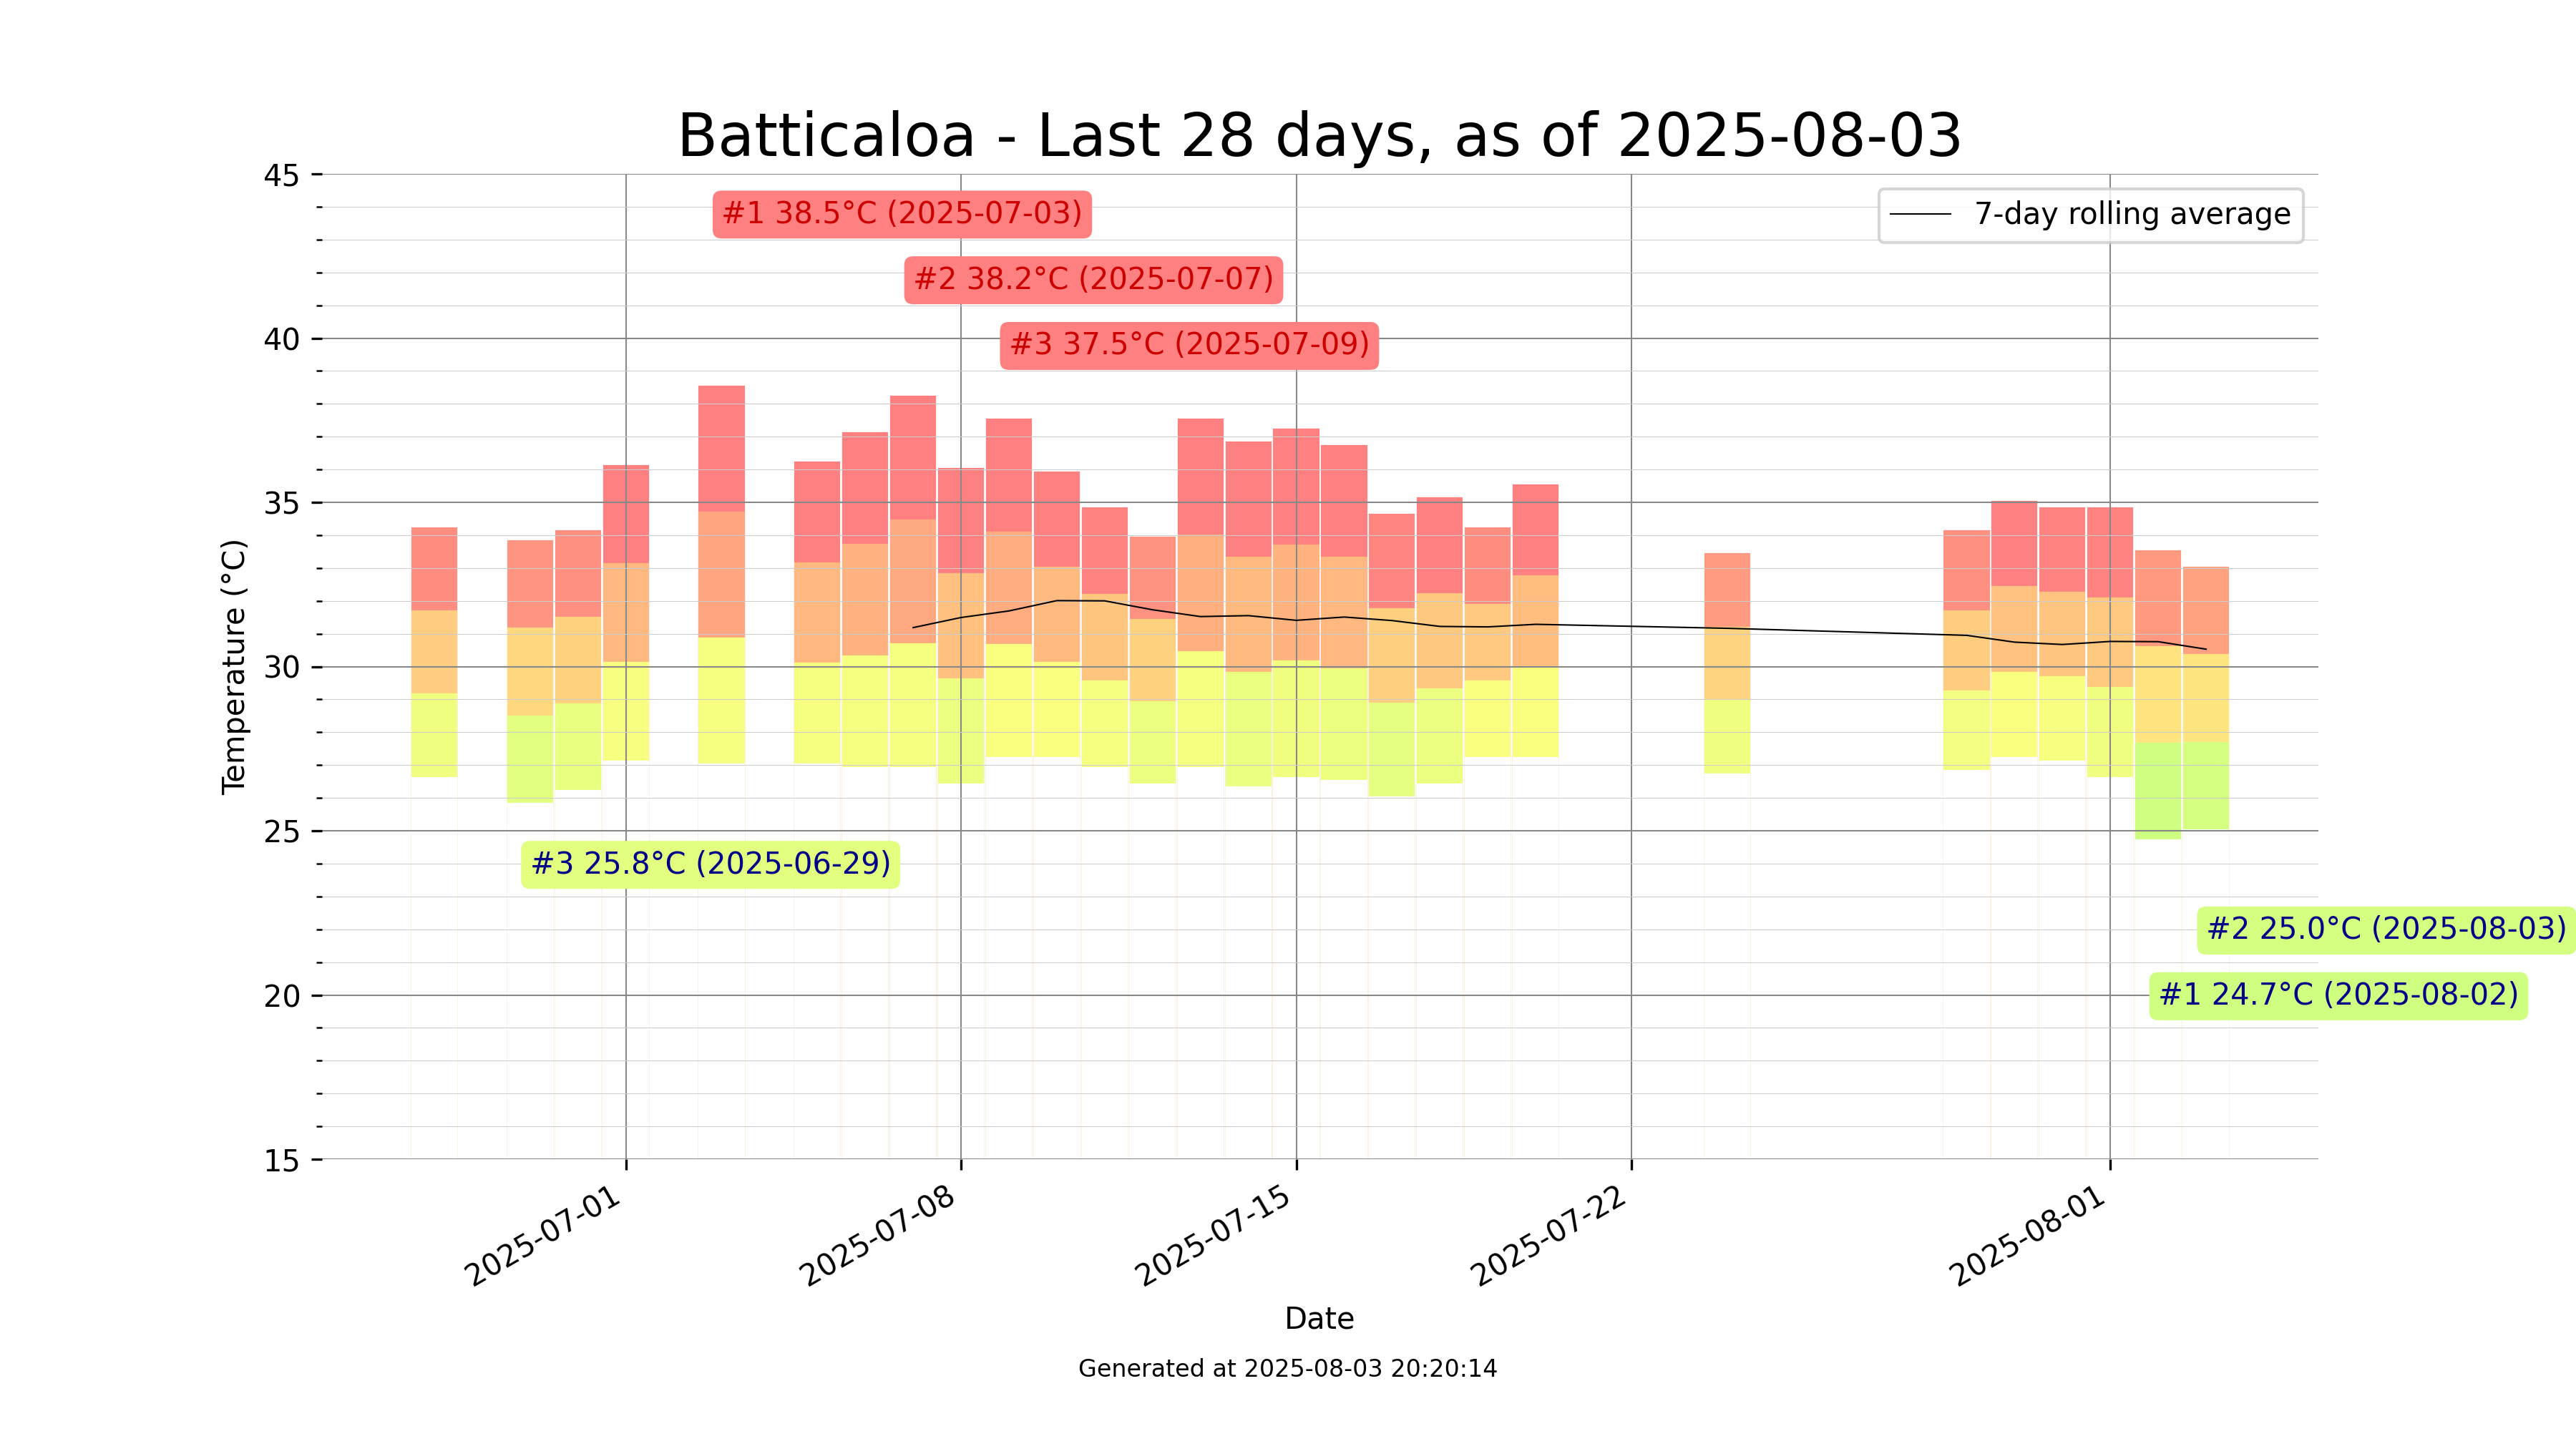 Batticaloa - Last 28 days, as of 2025-08-03
45
#1 38.5°C (2025-07-03)
7-day rolling average
#2 38.2°C (2025-07-07)
40
#3 37.5°C (2025-07-09)
35
Temperature (°C)
30
25
#3 25.8°C (2025-06-29)
#2 25.0°C (2025-08-03)
20
#1 24.7°C (2025-08-02)
15
2025-07-01
2025-07-08
2025-07-15
2025-07-22
2025-08-01
Date
Generated at 2025-08-03 20:20:14